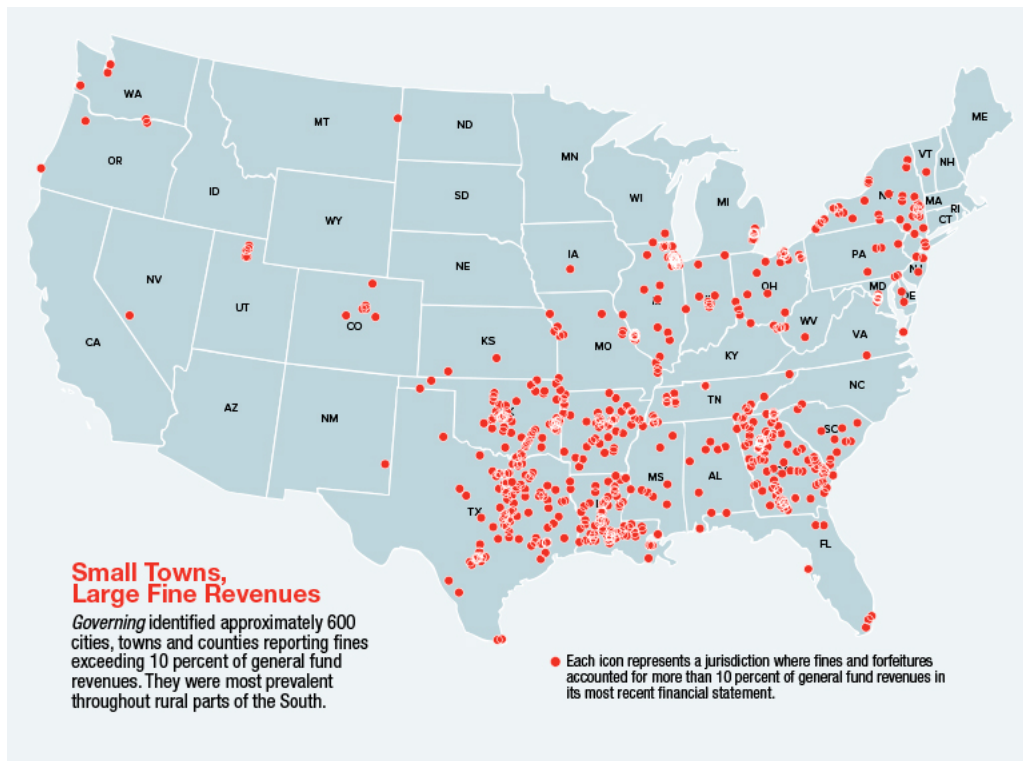 WA
MT
ND
MN
ME
OR
ID
SD
WI
MI
VT
NH
MA
RI
CT
WY
IA
NE
PA
NV
UT
CO
KS
MO
OH
MD
DE
WV
VA
KY
CA
AZ
NM
TN
NC
SC
MS
AL
TX
FL
Small Towns,
Large Fine Revenues
Governing identified approximately 600
cities, towns and counties reporting fines
exceeding 10 percent of general fund
revenues. They were most prevalent
throughout rural parts of the South.
Each icon represents a jurisdiction where fines and forfeitures
accounted for more than 10 percent of general fund revenues in
its most recent financial statement.